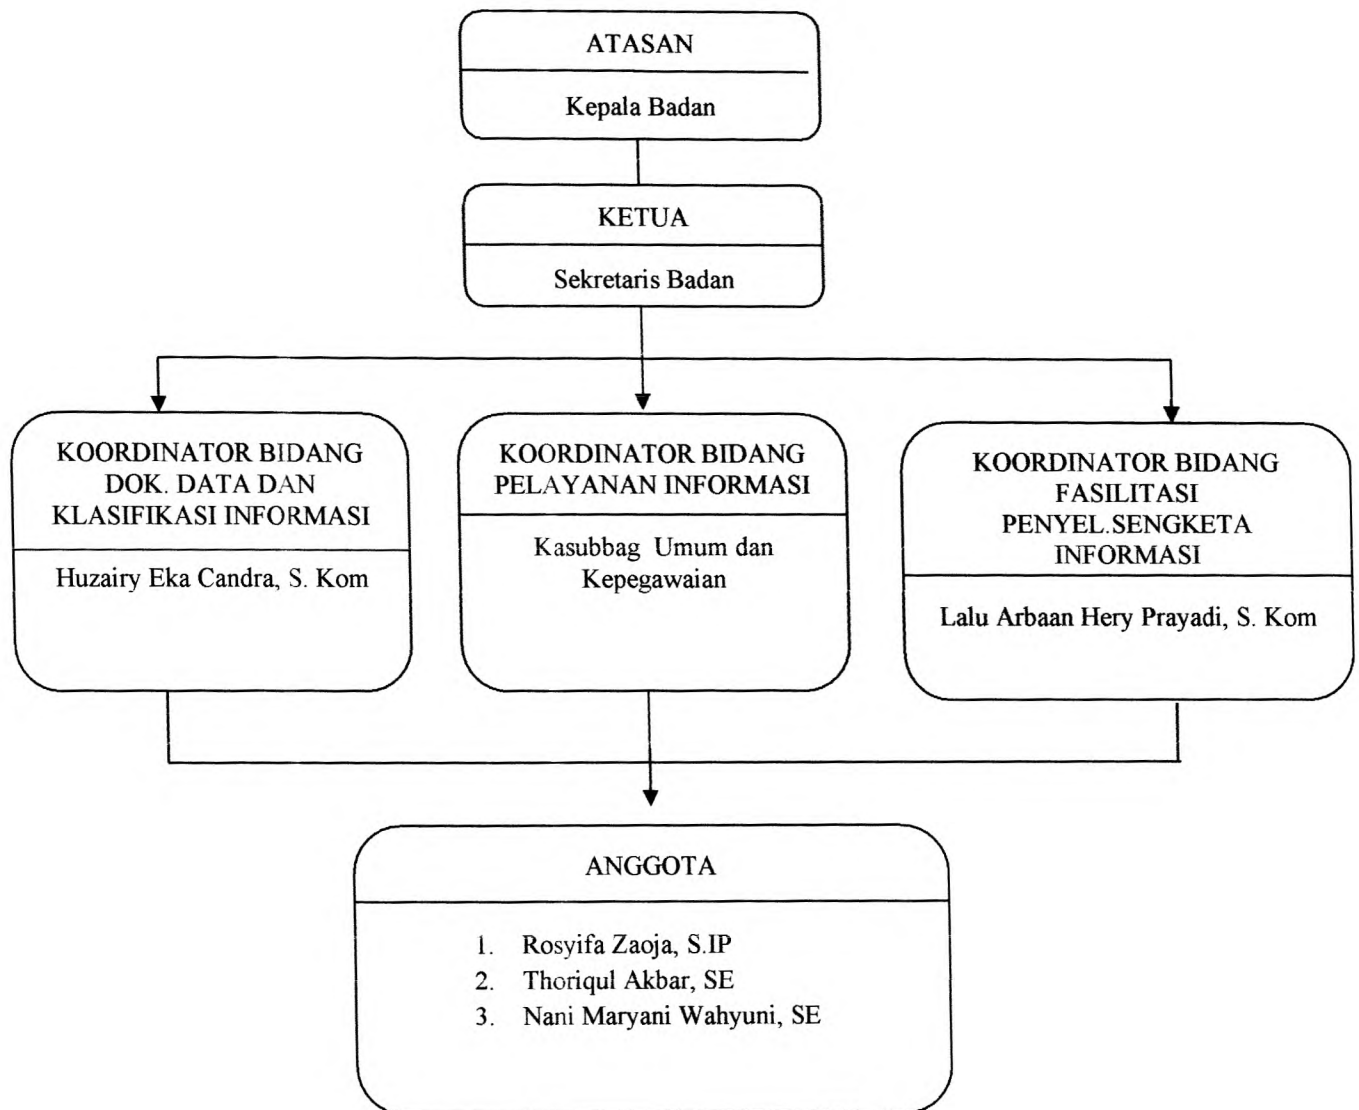 ATASAN
Kepala Badan
KETUA
Sekretaris Badan
KOORDINATOR BIDANG
DOK. DATA DAN
KLASIFIKASI INFORMASI
Huzairy Eka Candra, S. Kom
KOORDINATOR BIDANG
PELAYANAN INFORMASI
Kasubbag Umum dan
Kepegawaian
KOORDINATOR BIDANG
FASILITASI
PENYEL.SENGKETA
INFORMASI
Lalu Arbaan Hery Prayadi, S. Kom
ANGGOTA
1. Rosyifa Zaoja, S.IP
2. Thoriqul Akbar, SE
3. Nani Maryani Wahyuni, SE